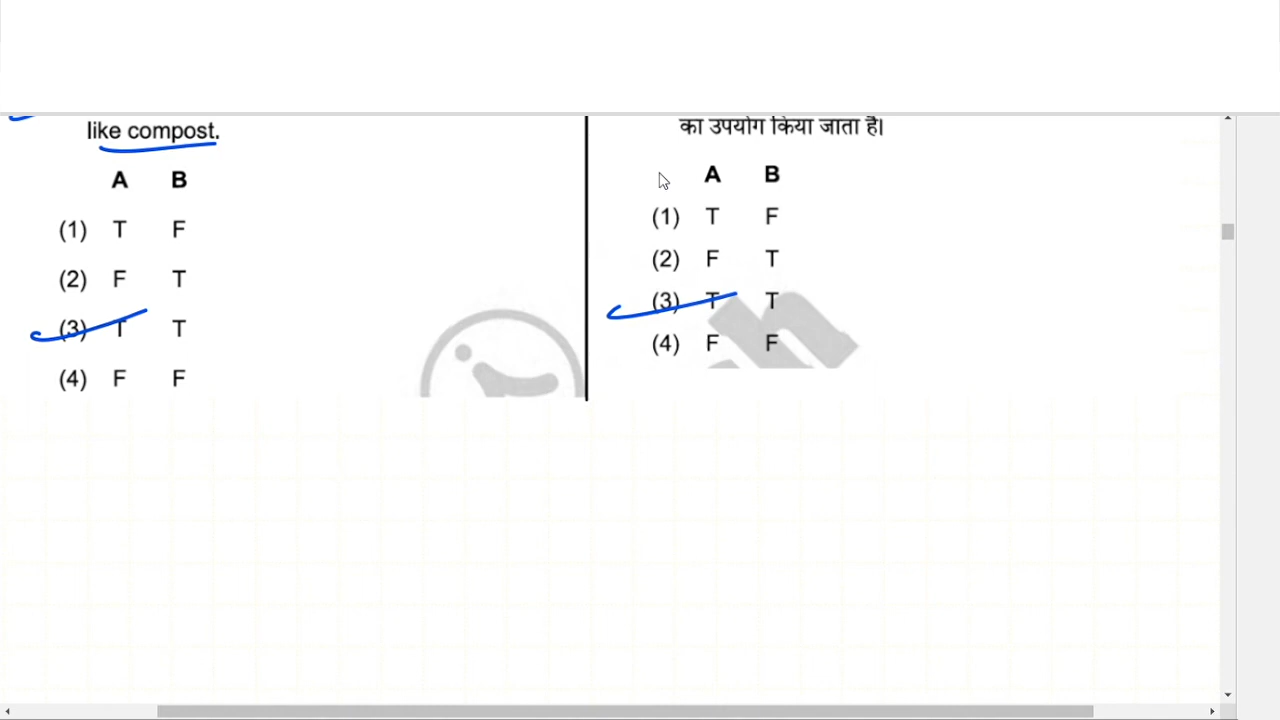 like compost.
A B
(1) T F
(2) F T
(3) T T
(4) F F
का उपयोग किया जाता है।
A B
(1) T F
(2) F T
(3) T T
(4) F F